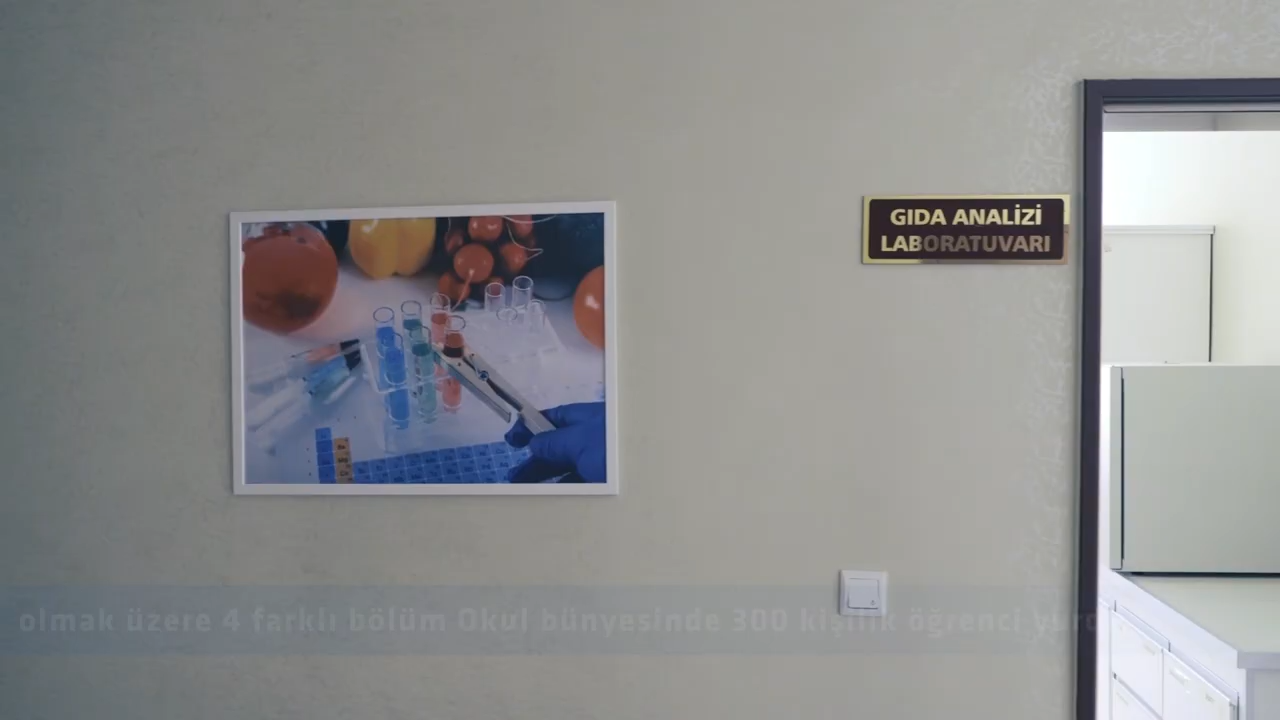 GIDA ANALİZİ
LABORATUVARI
olmak üzere 4 farklı bölüm Okul bünyesinde 300 kişilik öğrenci